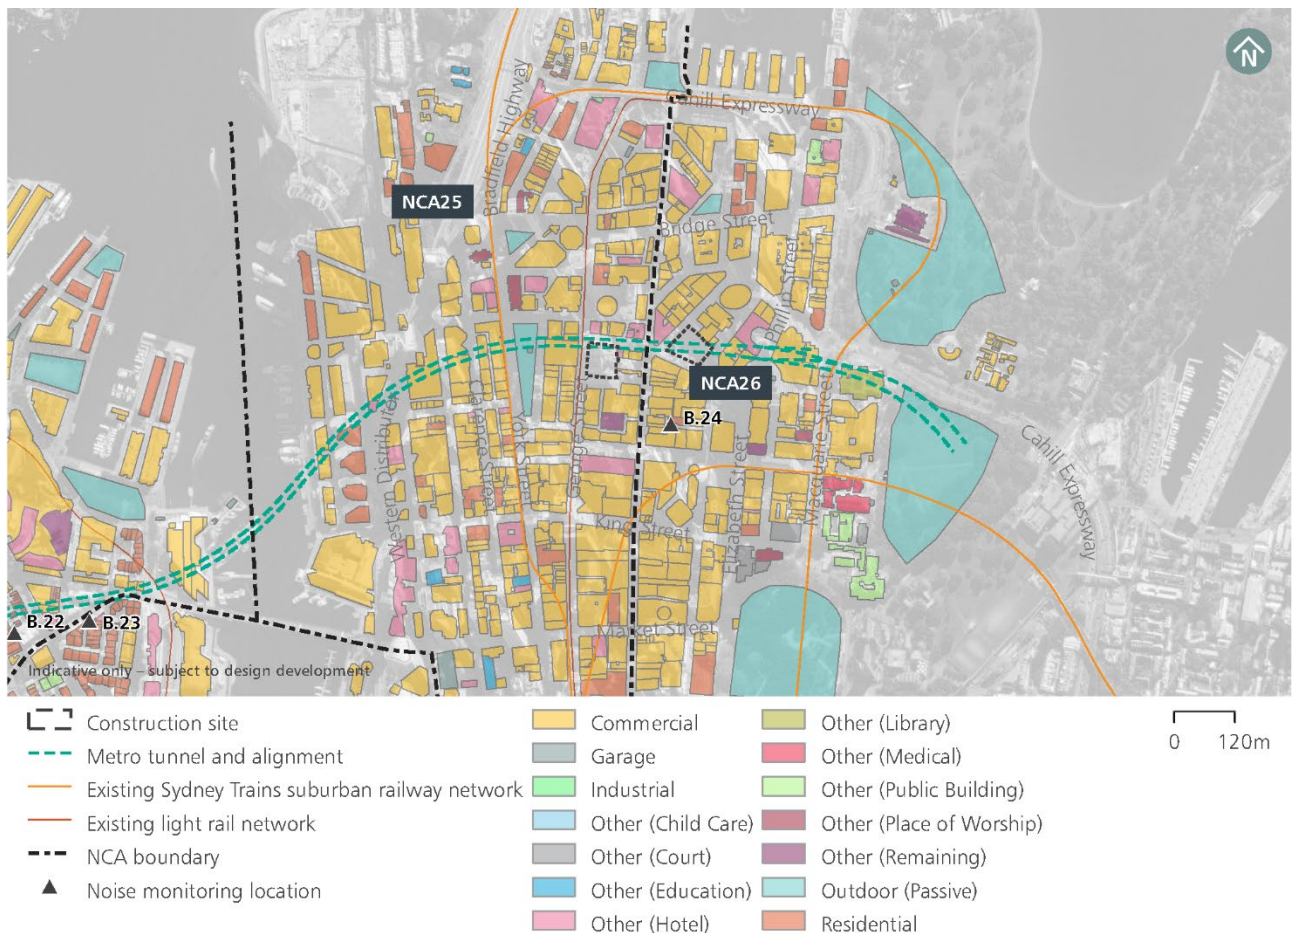 N
Bradfield Highway
Cahill Expressway
NCA25
Bridge Street
Phillip Street
NCA26
B.24
Western Distributor
Clarence Street
York Street
George Street
Macquarie Street
Elizabeth Street
Cahill Expressway
King Street
B.22
B.23
Market Street
Indicative only – subject to design development
Construction site
Metro tunnel and alignment
Existing Sydney Trains suburban railway network
Existing light rail network
NCA boundary
Noise monitoring location
Commercial
Garage
Industrial
Other (Child Care)
Other (Court)
Other (Education)
Other (Hotel)
Other (Library)
Other (Medical)
Other (Public Building)
Other (Place of Worship)
Other (Remaining)
Outdoor (Passive)
Residential
0 120m